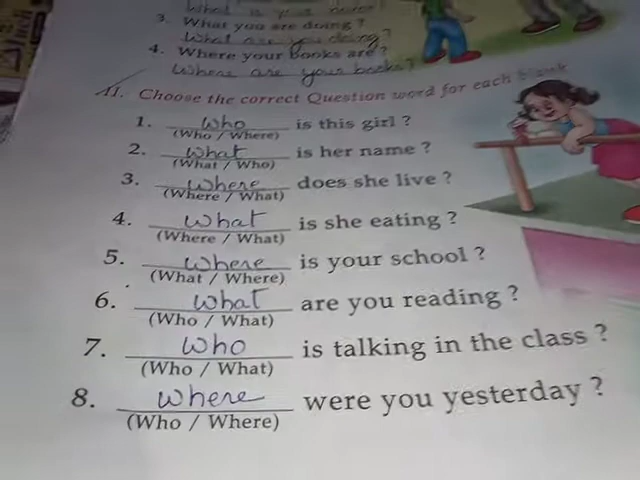 3. What you are doing ?
What are you doing?
4. Where your books are ?
Where are your books?
11. Choose the correct Question word for each blank
1. who is this girl ?
(Who / Where)
2. what is her name ?
(What / Who)
3. where does she live ?
(Where / What)
4. what is she eating ?
(Where / What)
5. where is your school ?
(What / Where)
6. what are you reading ?
(Who / What)
7. who is talking in the class ?
(Who / What)
8. where were you yesterday ?
(Who / Where)